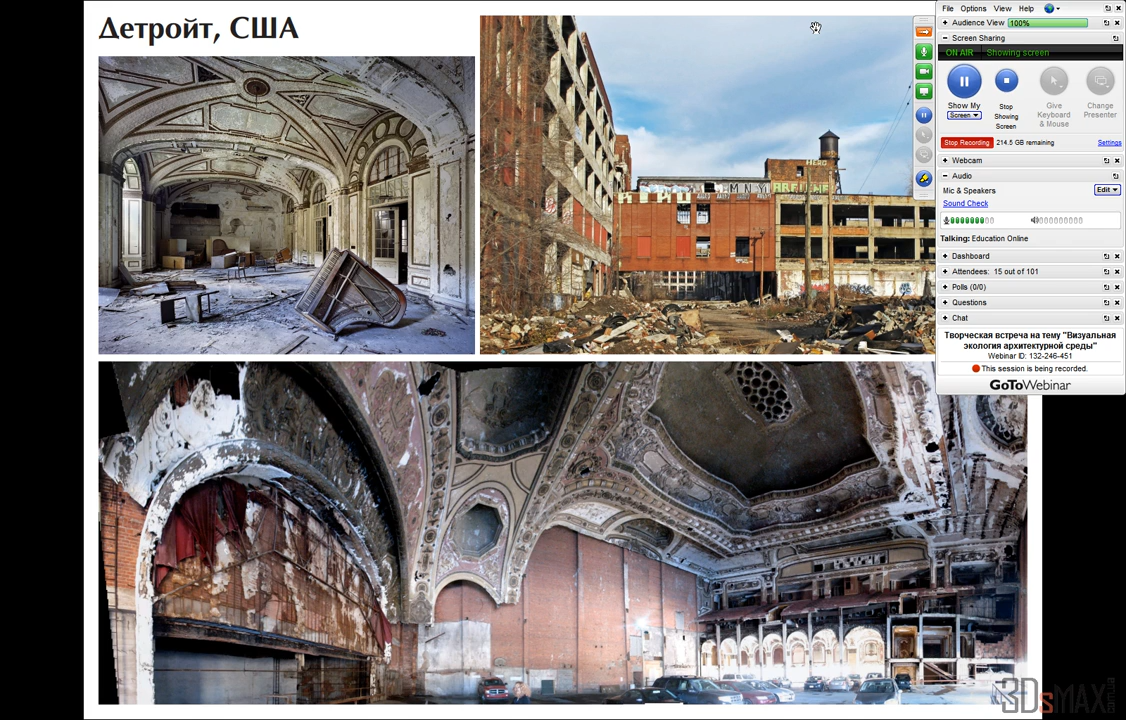 Детройт, США
HERO
File Options View Help
Audience View 100%
Screen Sharing
ON AIR Showing screen
Show My
Screen
Stop
Showing
Screen
Give
Keyboard
& Mouse
Change
Presenter
Stop Recording 214.5 GB remaining Settings
Webcam
Audio
Mic & Speakers Edit
Sound Check
Talking: Education Online
Dashboard
Attendees: 15 out of 101
Polls (0/0)
Questions
Chat
Творческая встреча на тему "Визуальная
экология архитектурной среды"
Webinar ID: 132-246-451
This session is being recorded.
GoToWebinar
3DsMAX.com.ua